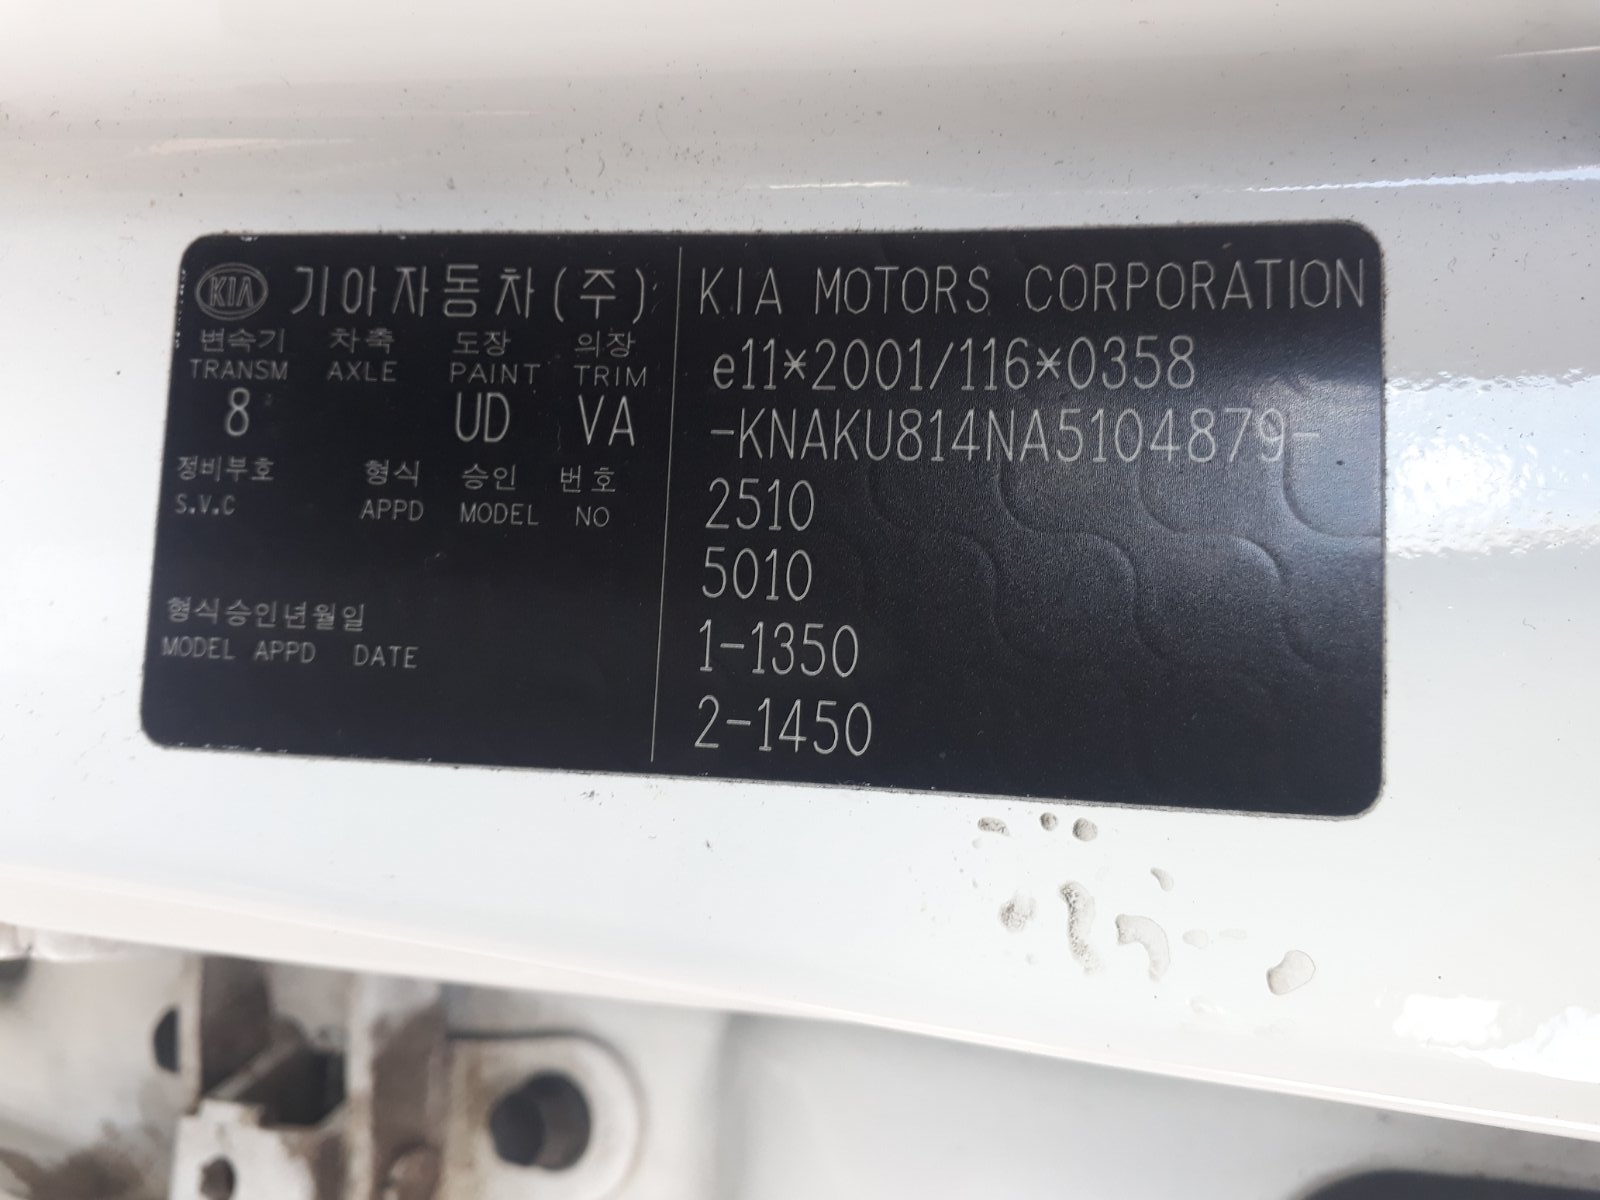 KIA 기아자동차(주)
변속기 차축 도장 의장
TRANSM AXLE PAINT TRIM
8 UD VA
정비부호 형식 승인 번호
S.V.C APPD MODEL NO
형식승인년월일
MODEL APPD DATE
KIA MOTORS CORPORATION
e11*2001/116*0358
-KNAKU814NA5104879-
2510
5010
1-1350
2-1450